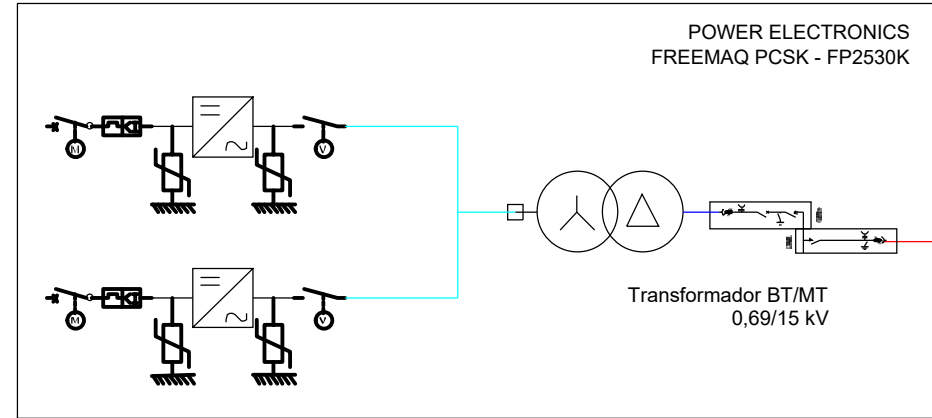 POWER ELECTRONICS
FREEMAQ PCSK - FP2530K
M
V
Transformador BT/MT
0,69/15 kV
M
V